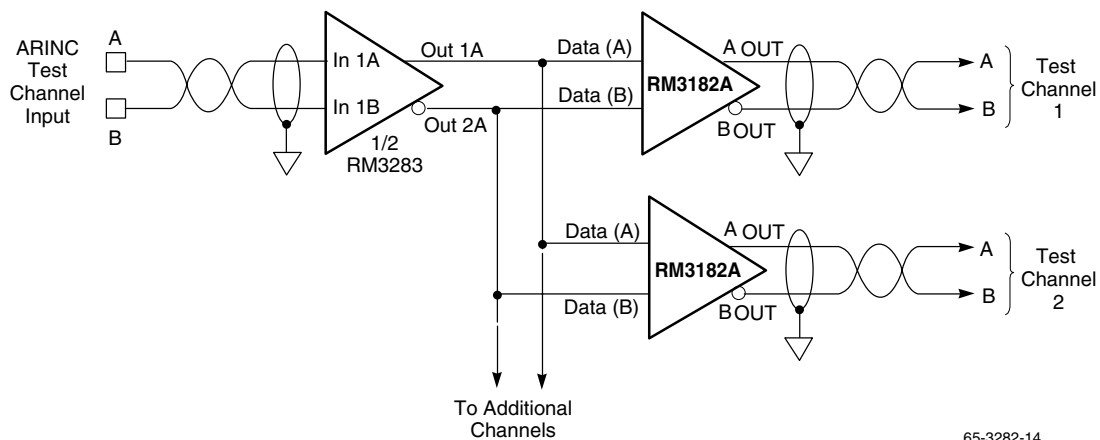 ARINC
Test
Channel
Input
A
B
In 1A
In 1B
1/2
RM3283
Out 1A
Out 2A
Data (A)
Data (B)
RM3182A
A OUT
B OUT
A
B
Test
Channel
1
Data (A)
Data (B)
RM3182A
A OUT
B OUT
A
B
Test
Channel
2
To Additional
Channels
65-3282-14